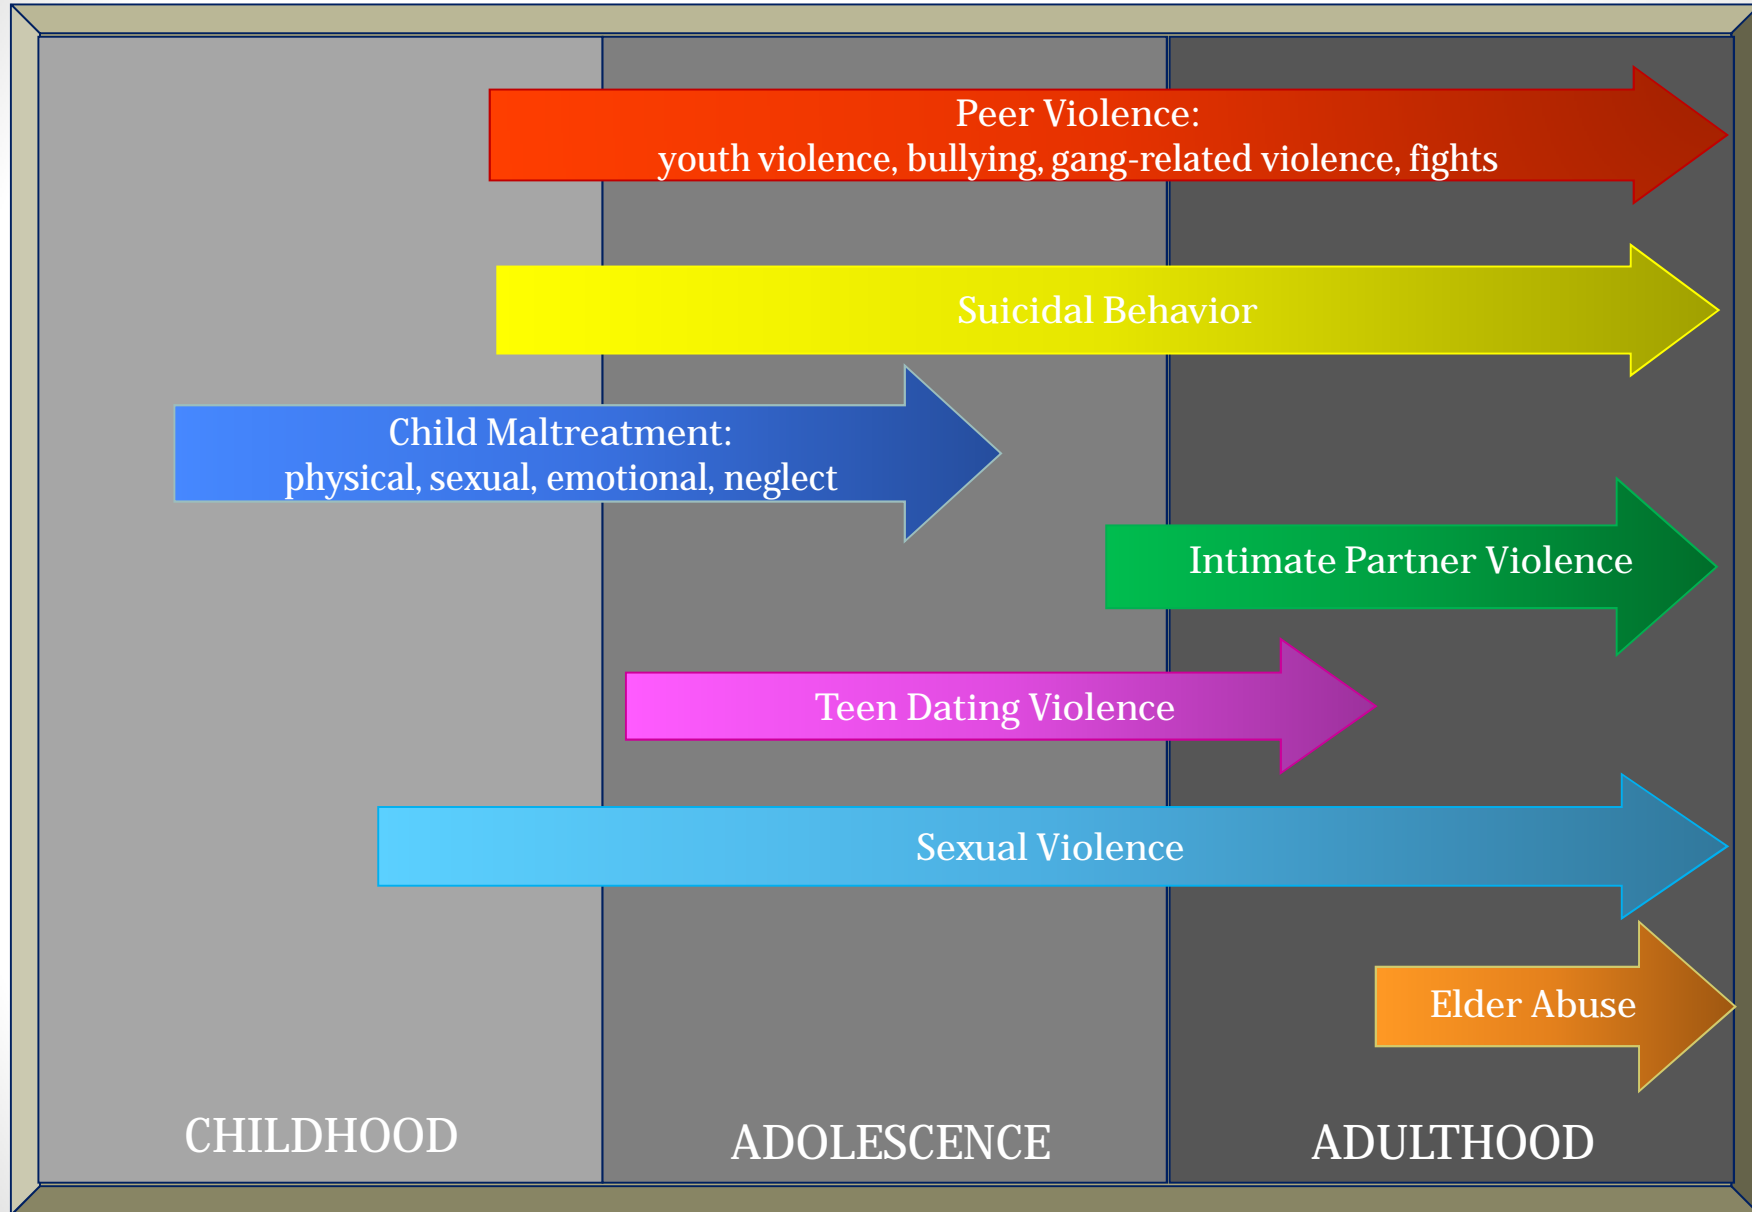 Peer Violence:
youth violence, bullying, gang-related violence, fights
Suicidal Behavior
Child Maltreatment:
physical, sexual, emotional, neglect
Intimate Partner Violence
Teen Dating Violence
Sexual Violence
Elder Abuse
CHILDHOOD
ADOLESCENCE
ADULTHOOD